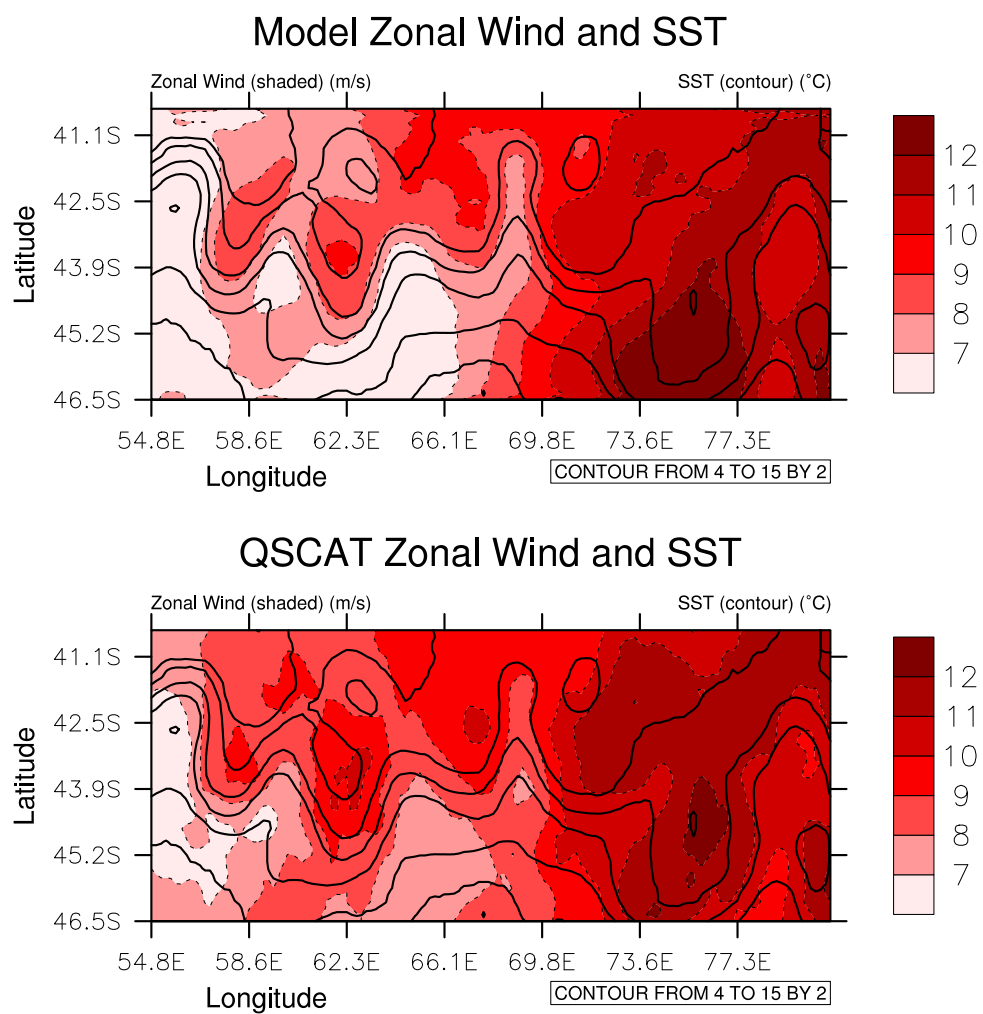 Model Zonal Wind and SST
Zonal Wind (shaded) (m/s) SST (contour) (°C)
41.1S
42.5S
43.9S
45.2S
46.5S
Latitude
12
11
10
9
8
7
54.8E 58.6E 62.3E 66.1E 69.8E 73.6E 77.3E
Longitude
CONTOUR FROM 4 TO 15 BY 2
QSCAT Zonal Wind and SST
Zonal Wind (shaded) (m/s) SST (contour) (°C)
41.1S
42.5S
43.9S
45.2S
46.5S
Latitude
12
11
10
9
8
7
54.8E 58.6E 62.3E 66.1E 69.8E 73.6E 77.3E
Longitude
CONTOUR FROM 4 TO 15 BY 2